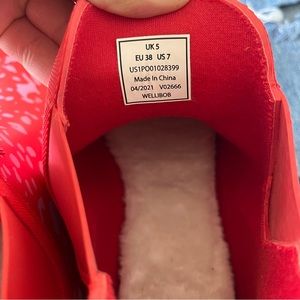 UK 5
EU 38 US 7
US1PO01028399
Made In China
04/2021 V02666
WELLIBOB